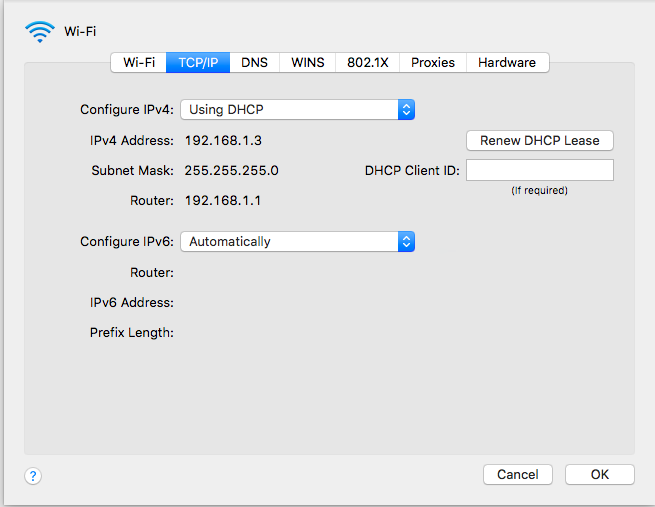 Wi-Fi
Wi-Fi TCP/IP DNS WINS 802.1X Proxies Hardware
Configure IPv4: Using DHCP
IPv4 Address: 192.168.1.3 Renew DHCP Lease
Subnet Mask: 255.255.255.0 DHCP Client ID:
(If required)
Router: 192.168.1.1
Configure IPv6: Automatically
Router:
IPv6 Address:
Prefix Length:
? Cancel OK